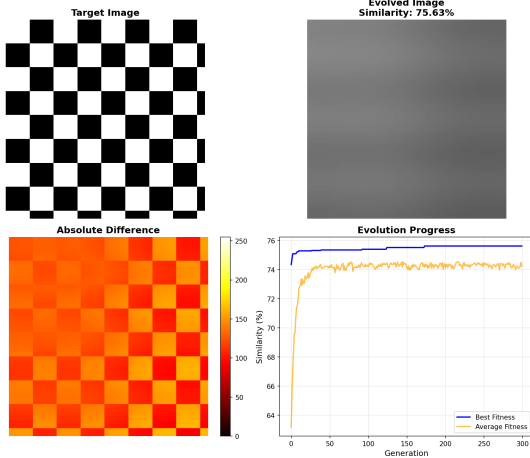 Target Image
Evolved Image
Similarity: 75.63%
Absolute Difference
250
200
150
100
50
0
Evolution Progress
76
74
72
70
68
66
64
Similarity (%)
0
50
100
150
200
250
300
Generation
Best Fitness
Average Fitness